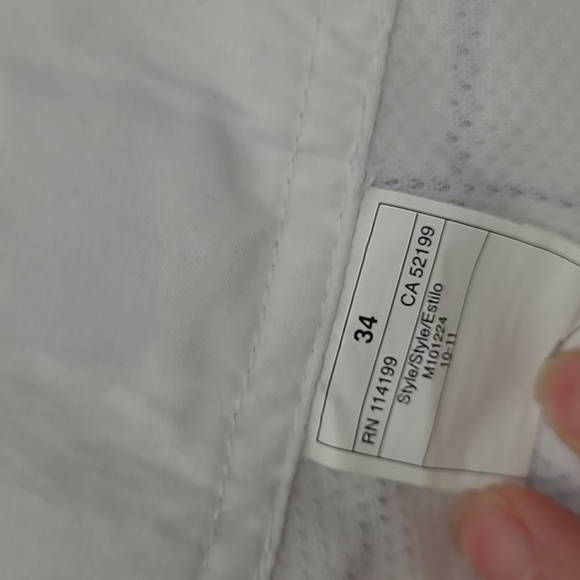 34
RN 114199 CA 52199
Style/Style/Estilo
M101224
10-11